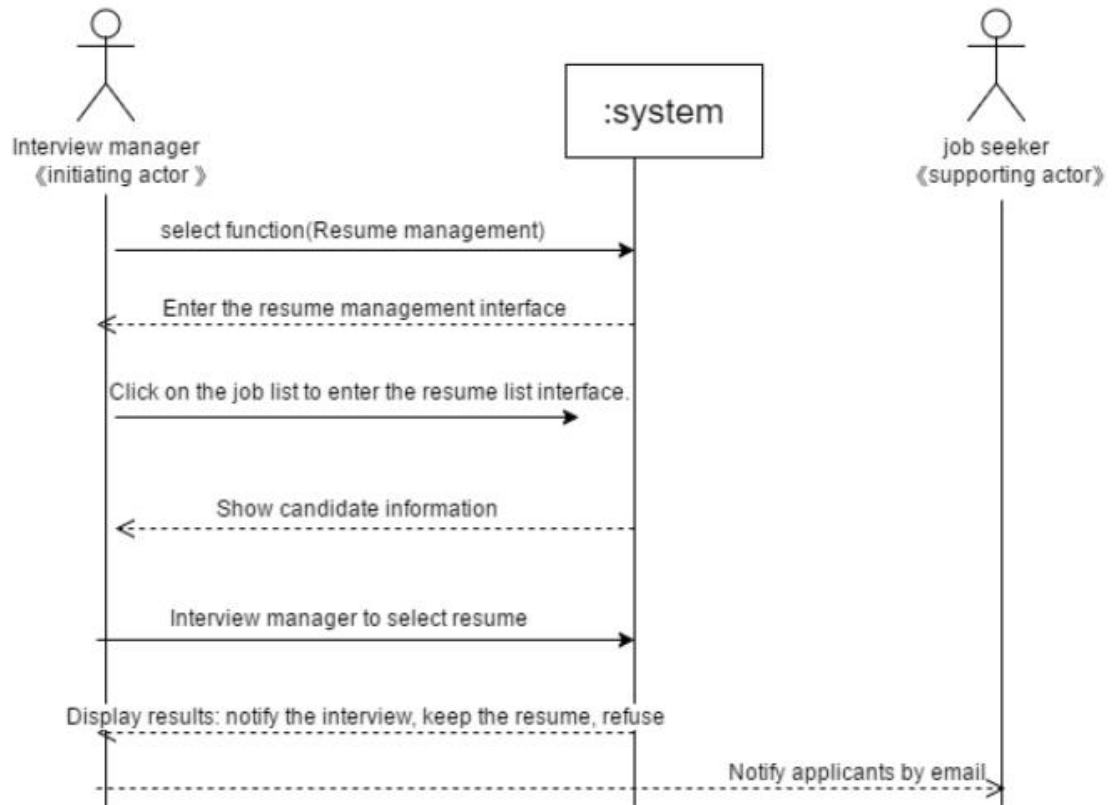 :system
Interview manager
《initiating actor 》
job seeker
《supporting actor》
select function(Resume management)
Enter the resume management interface
Click on the job list to enter the resume list interface.
Show candidate information
Interview manager to select resume
Display results: notify the interview, keep the resume, refuse
Notify applicants by email